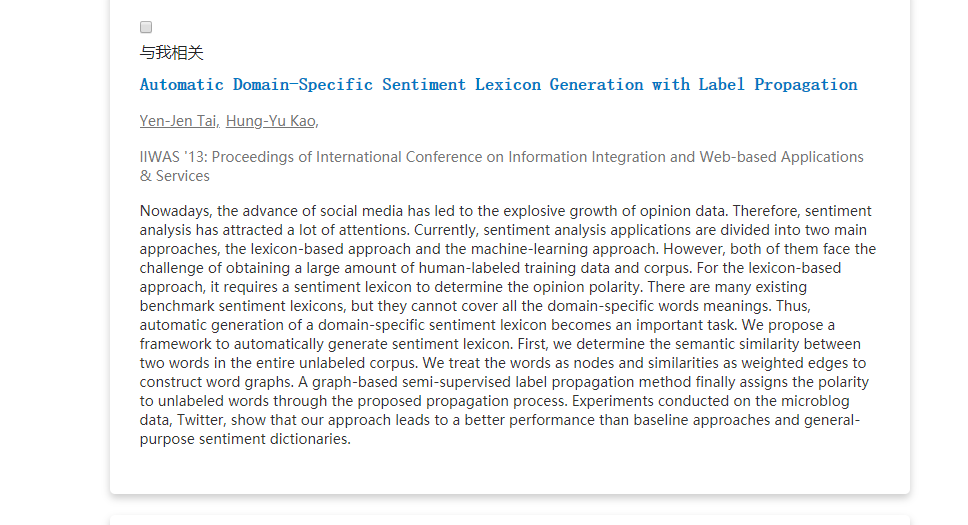 与我相关
Automatic Domain-Specific Sentiment Lexicon Generation with Label Propagation
Yen-Jen Tai, Hung-Yu Kao,
IIWAS '13: Proceedings of International Conference on Information Integration and Web-based Applications
& Services
Nowadays, the advance of social media has led to the explosive growth of opinion data. Therefore, sentiment
analysis has attracted a lot of attentions. Currently, sentiment analysis applications are divided into two main
approaches, the lexicon-based approach and the machine-learning approach. However, both of them face the
challenge of obtaining a large amount of human-labeled training data and corpus. For the lexicon-based
approach, it requires a sentiment lexicon to determine the opinion polarity. There are many existing
benchmark sentiment lexicons, but they cannot cover all the domain-specific words meanings. Thus,
automatic generation of a domain-specific sentiment lexicon becomes an important task. We propose a
framework to automatically generate sentiment lexicon. First, we determine the semantic similarity between
two words in the entire unlabeled corpus. We treat the words as nodes and similarities as weighted edges to
construct word graphs. A graph-based semi-supervised label propagation method finally assigns the polarity
to unlabeled words through the proposed propagation process. Experiments conducted on the microblog
data, Twitter, show that our approach leads to a better performance than baseline approaches and general-
purpose sentiment dictionaries.